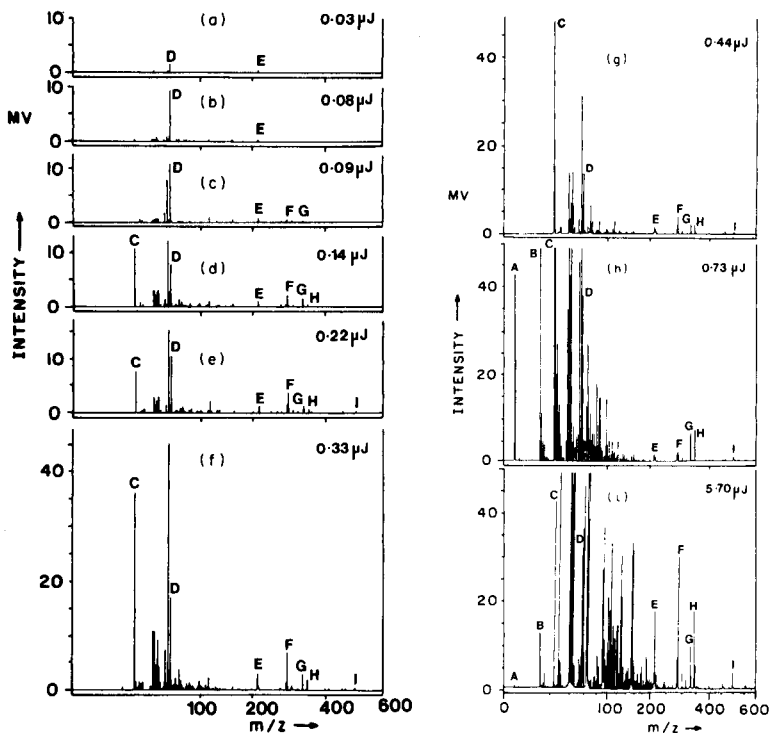 10
(a)
0·03μJ
D
E
0
MV
10
D
(b)
0·08μJ
E
0
10
D
(c)
0·09μJ
E
F G
0
10
C
D
(d)
0·14μJ
E
F
G
H
0
10
C
D
(e)
0·22μJ
E
F
G
H
I
0
INTENSITY
40
(f)
0·33μJ
C
20
D
E
F
G
H
I
0
100 200 400 600
m/z
C
(g)
0·44μJ
40
20
D
MV
E
F
G
H
I
0
A
B
C
(h)
0·73μJ
D
40
20
G
H
E
F
I
0
INTENSITY
C
(i)
5·70μJ
40
D
F
20
B
E
H
G
A
I
0
0 100 200 400 600
m/z